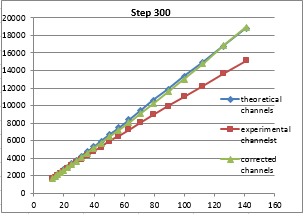 Step 300
20000
18000
16000
14000
12000
10000
8000
6000
4000
2000
0
theoretical
channels
experimental
channelst
corrected
channels
0 20 40 60 80 100 120 140 160